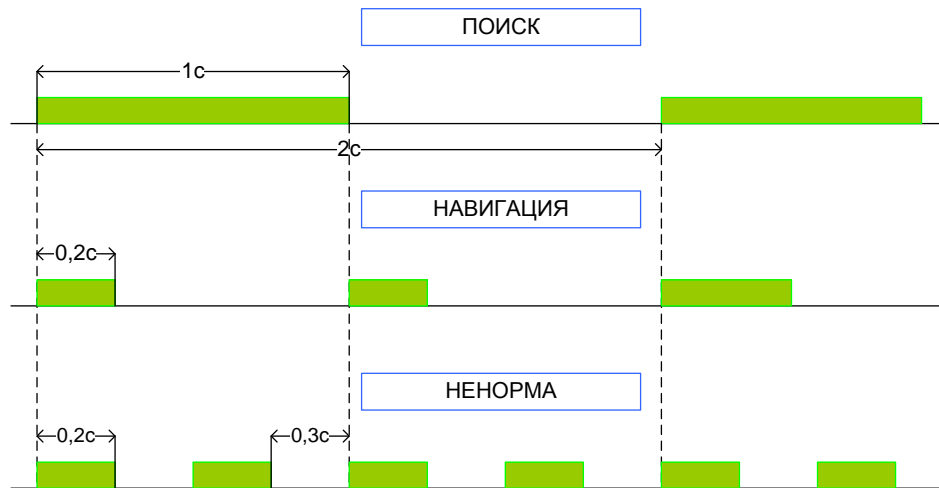 ПОИСК
1с
2с
НАВИГАЦИЯ
0,2с
НЕНОРМА
0,2с
0,3с